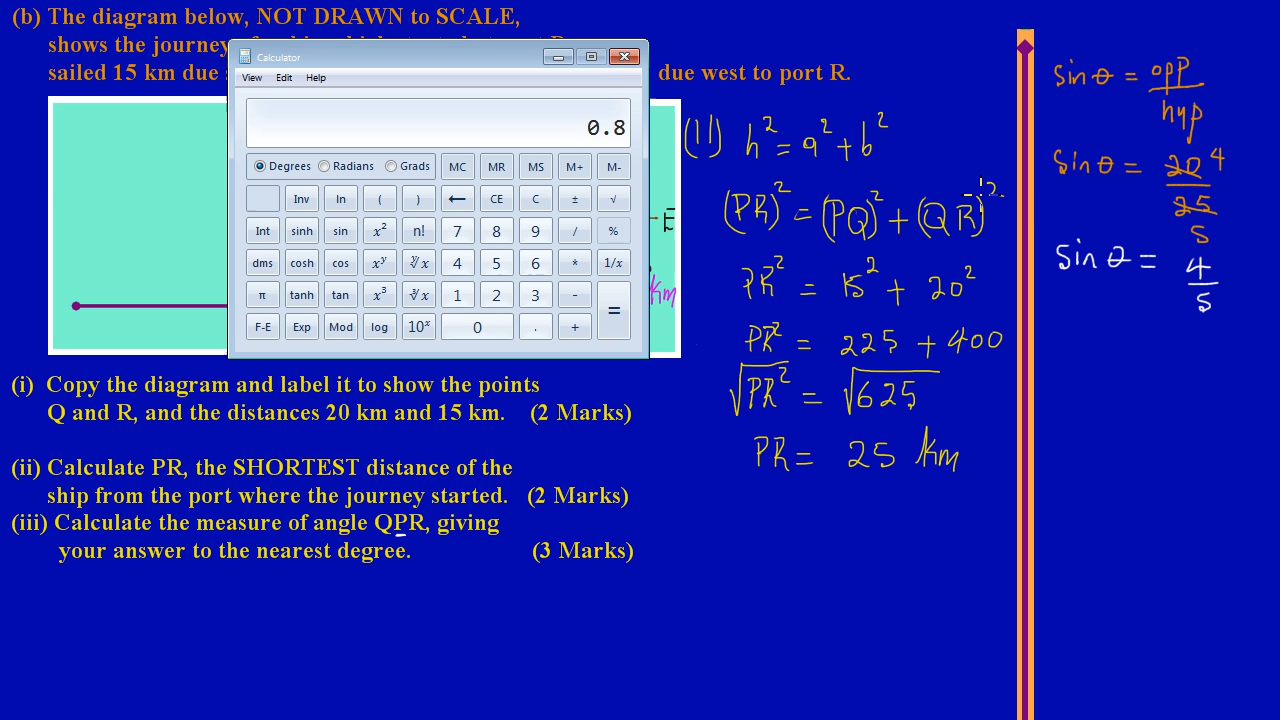 (b) The diagram below, NOT DRAWN to SCALE,
shows the journey
sailed 15 km due
due west to port R.
Calculator
View Edit Help
0.8
Degrees Radians Grads MC MR MS M+ M-
Inv ln ( ) ← CE C ± √
Int sinh sin x² n! 7 8 9 / %
dms cosh cos xʸ ʸ√x 4 5 6 * 1/x
π tanh tan x³ ³√x 1 2 3 - =
F-E Exp Mod log 10ˣ 0 . +
E
km
(i) Copy the diagram and label it to show the points
Q and R, and the distances 20 km and 15 km. (2 Marks)
(ii) Calculate PR, the SHORTEST distance of the
ship from the port where the journey started. (2 Marks)
(iii) Calculate the measure of angle QPR, giving
your answer to the nearest degree. (3 Marks)
(11) h² = a² + b²
(PR)² = (PQ)² + (QR)²
PR² = 15² + 20²
PR² = 225 + 400
√PR² = √625
PR = 25 km
sin θ = opp/hyp
sin θ = 20 4/25 5
sin θ = 4/5